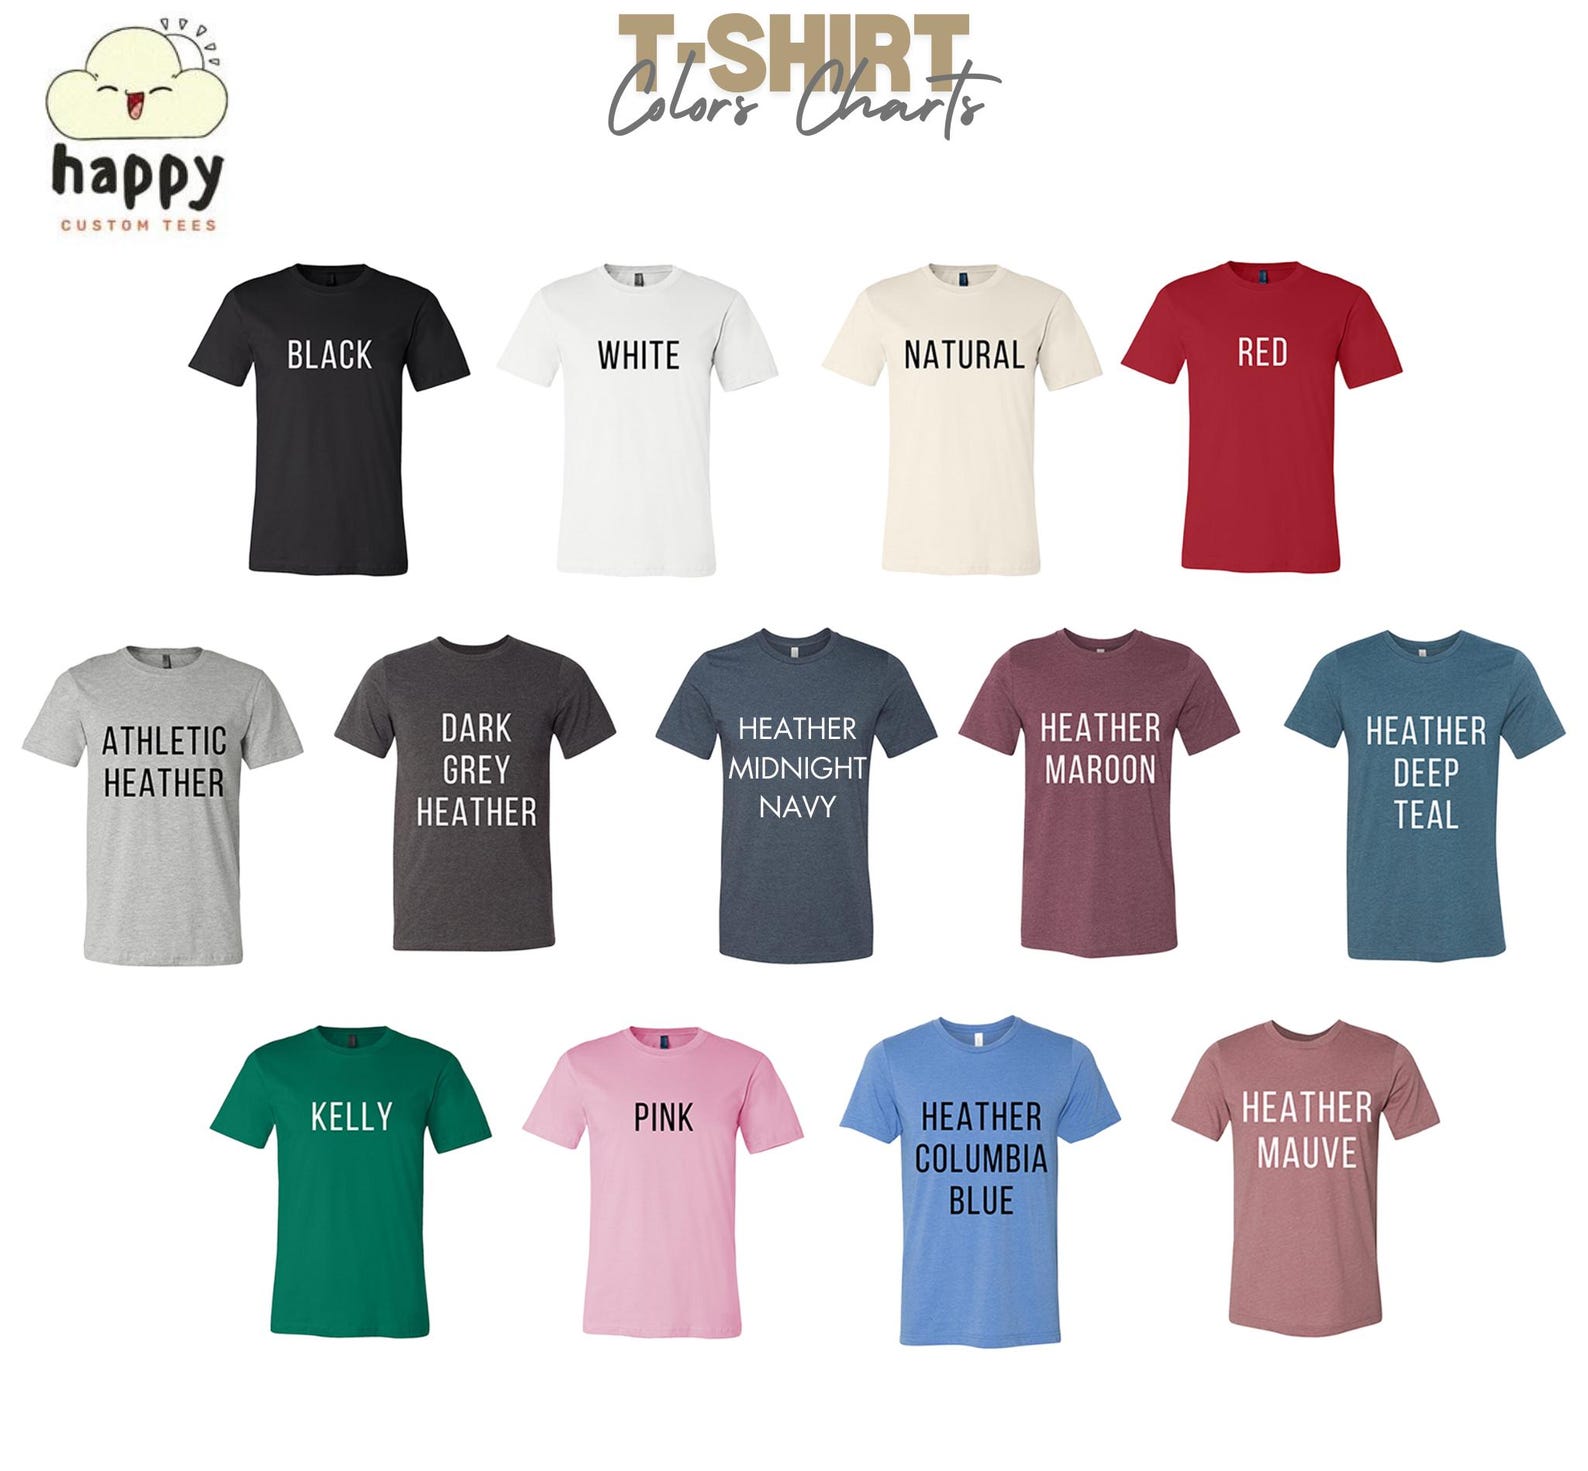 happy
CUSTOM TEES
T-SHIRT
Colors Charts
BLACK
WHITE
NATURAL
RED
ATHLETIC
HEATHER
DARK
GREY
HEATHER
HEATHER
MIDNIGHT
NAVY
HEATHER
MAROON
HEATHER
DEEP
TEAL
KELLY
PINK
HEATHER
COLUMBIA
BLUE
HEATHER
MAUVE